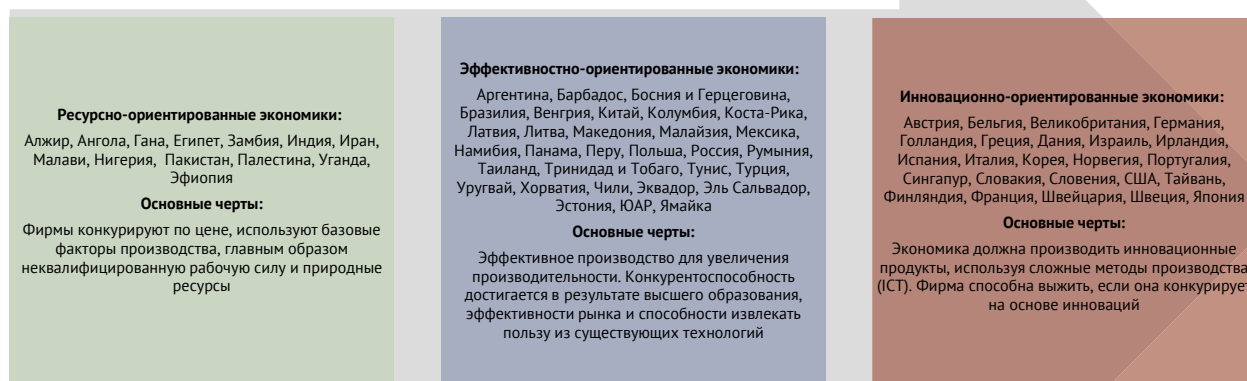 Ресурсно-ориентированные экономики:
Алжир, Ангола, Гана, Египет, Замбия, Индия, Иран,
Малави, Нигерия, Пакистан, Палестина, Уганда,
Эфиопия
Основные черты:
Фирмы конкурируют по цене, используют базовые
факторы производства, главным образом
неквалифицированную рабочую силу и природные
ресурсы
Эффективностно-ориентированные экономики:
Аргентина, Барбадос, Босния и Герцеговина,
Бразилия, Венгрия, Китай, Колумбия, Коста-Рика,
Латвия, Литва, Македония, Малайзия, Мексика,
Намибия, Панама, Перу, Польша, Россия, Румыния,
Таиланд, Тринидад и Тобаго, Тунис, Турция,
Уругвай, Хорватия, Чили, Эквадор, Эль Сальвадор,
Эстония, ЮАР, Ямайка
Основные черты:
Эффективное производство для увеличения
производительности. Конкурентоспособность
достигается в результате высшего образования,
эффективности рынка и способности извлекать
пользу из существующих технологий
Инновационно-ориентированные экономики:
Австрия, Бельгия, Великобритания, Германия,
Голландия, Греция, Дания, Израиль, Ирландия,
Испания, Италия, Корея, Норвегия, Португалия,
Сингапур, Словакия, Словения, США, Тайвань,
Финляндия, Франция, Швейцария, Швеция, Япония
Основные черты:
Экономика должна производить инновационные
продукты, используя сложные методы производства
(ICT). Фирма способна выжить, если она конкурирует
на основе инноваций